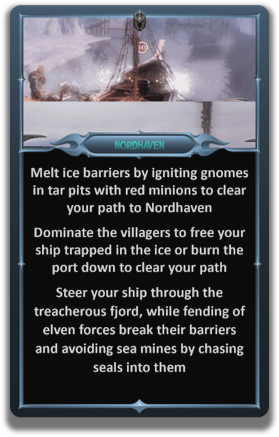 NORDHAVEN
Melt ice barriers by igniting gnomes
in tar pits with red minions to clear
your path to Nordhaven
Dominate the villagers to free your
ship trapped in the ice or burn the
port down to clear your path
Steer your ship through the
treacherous fjord, while fending of
elven forces break their barriers
and avoiding sea mines by chasing
seals into them